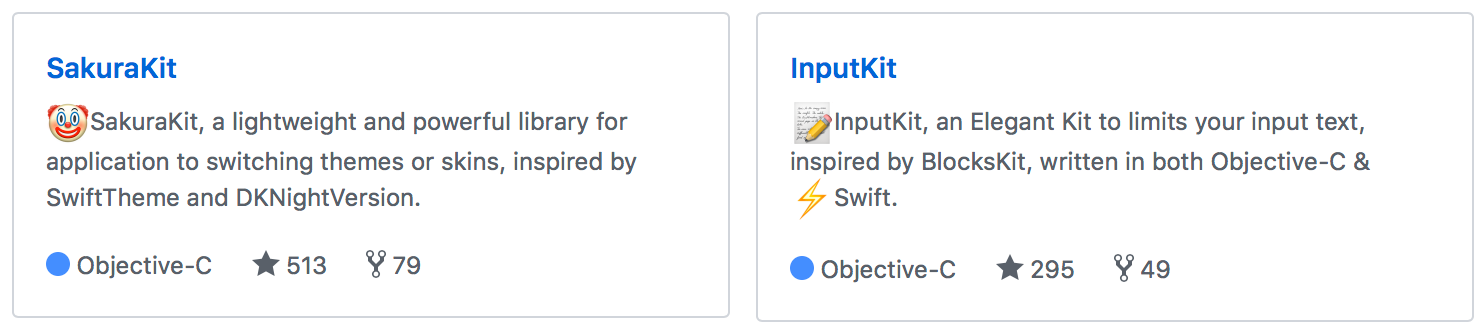 SakuraKit
🤡SakuraKit, a lightweight and powerful library for
application to switching themes or skins, inspired by
SwiftTheme and DKNightVersion.
Objective-C 513 79
InputKit
📝InputKit, an Elegant Kit to limits your input text,
inspired by BlocksKit, written in both Objective-C &
⚡Swift.
Objective-C 295 49